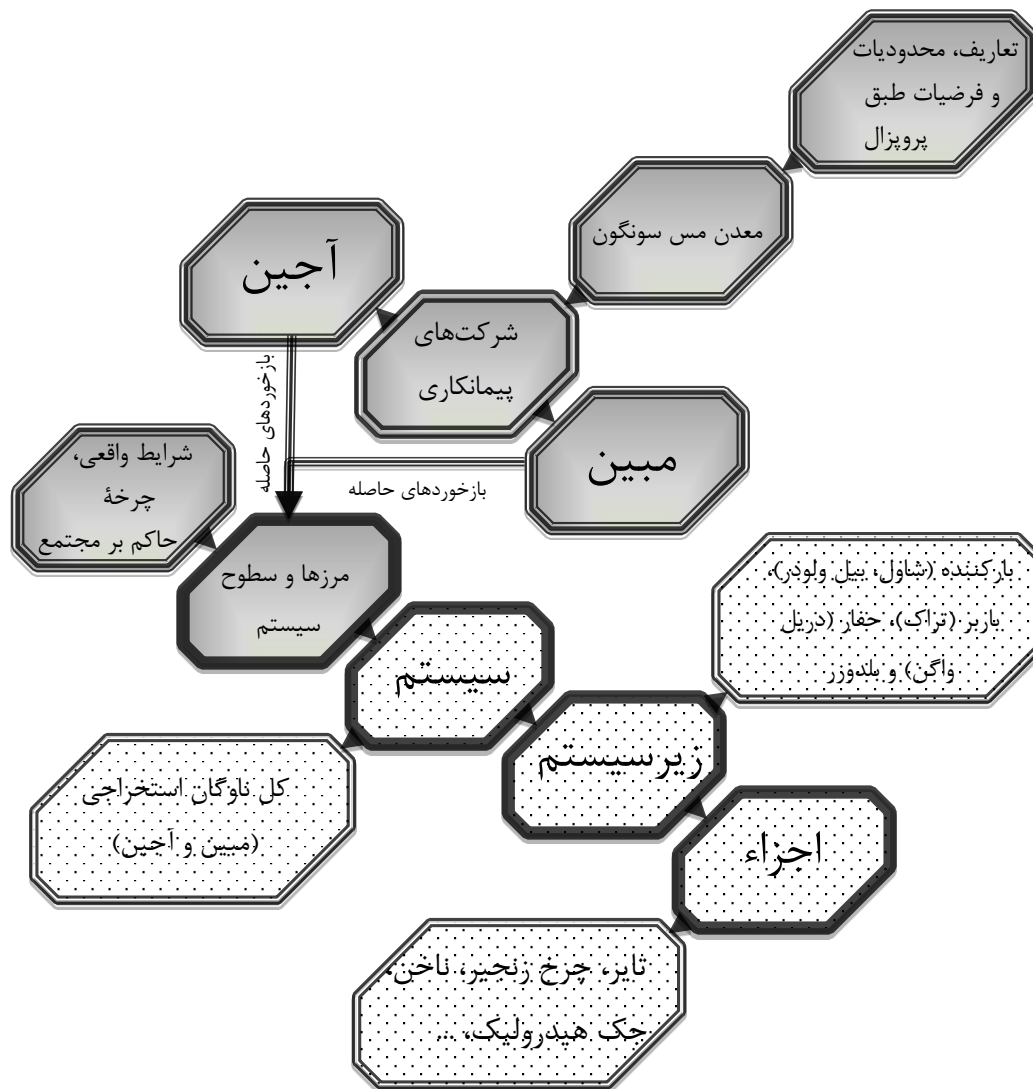 تعاریف، محدودیات
و فرضیات طبق
پروپزال
معدن مس سونگون
آجین
شرکت‌های
پیمانکاری
مبین
بازخوردهای حاصله
بازخوردهای حاصله
شرایط واقعی،
چرخۀ
حاکم بر مجتمع
مرزها و سطوح
سیستم
سیستم
بارکننده (شاول، بیل ولودر)،
باربر (تراک)، حفار (دریل
واگن) و بلدوزر
زیرسیستم
کل ناوگان استخراجی
(مبین و آجین)
اجزاء
تایر، چرخ زنجیر، ناخن،
جک هیدرولیک، ...